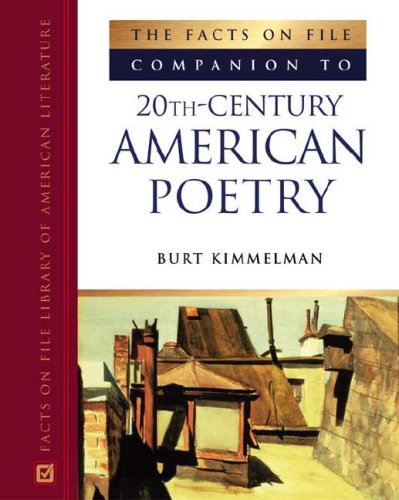 THE FACTS ON FILE
COMPANION TO
20TH-CENTURY
AMERICAN
POETRY
BURT KIMMELMAN
FACTS ON FILE LIBRARY OF AMERICAN LITERATURE